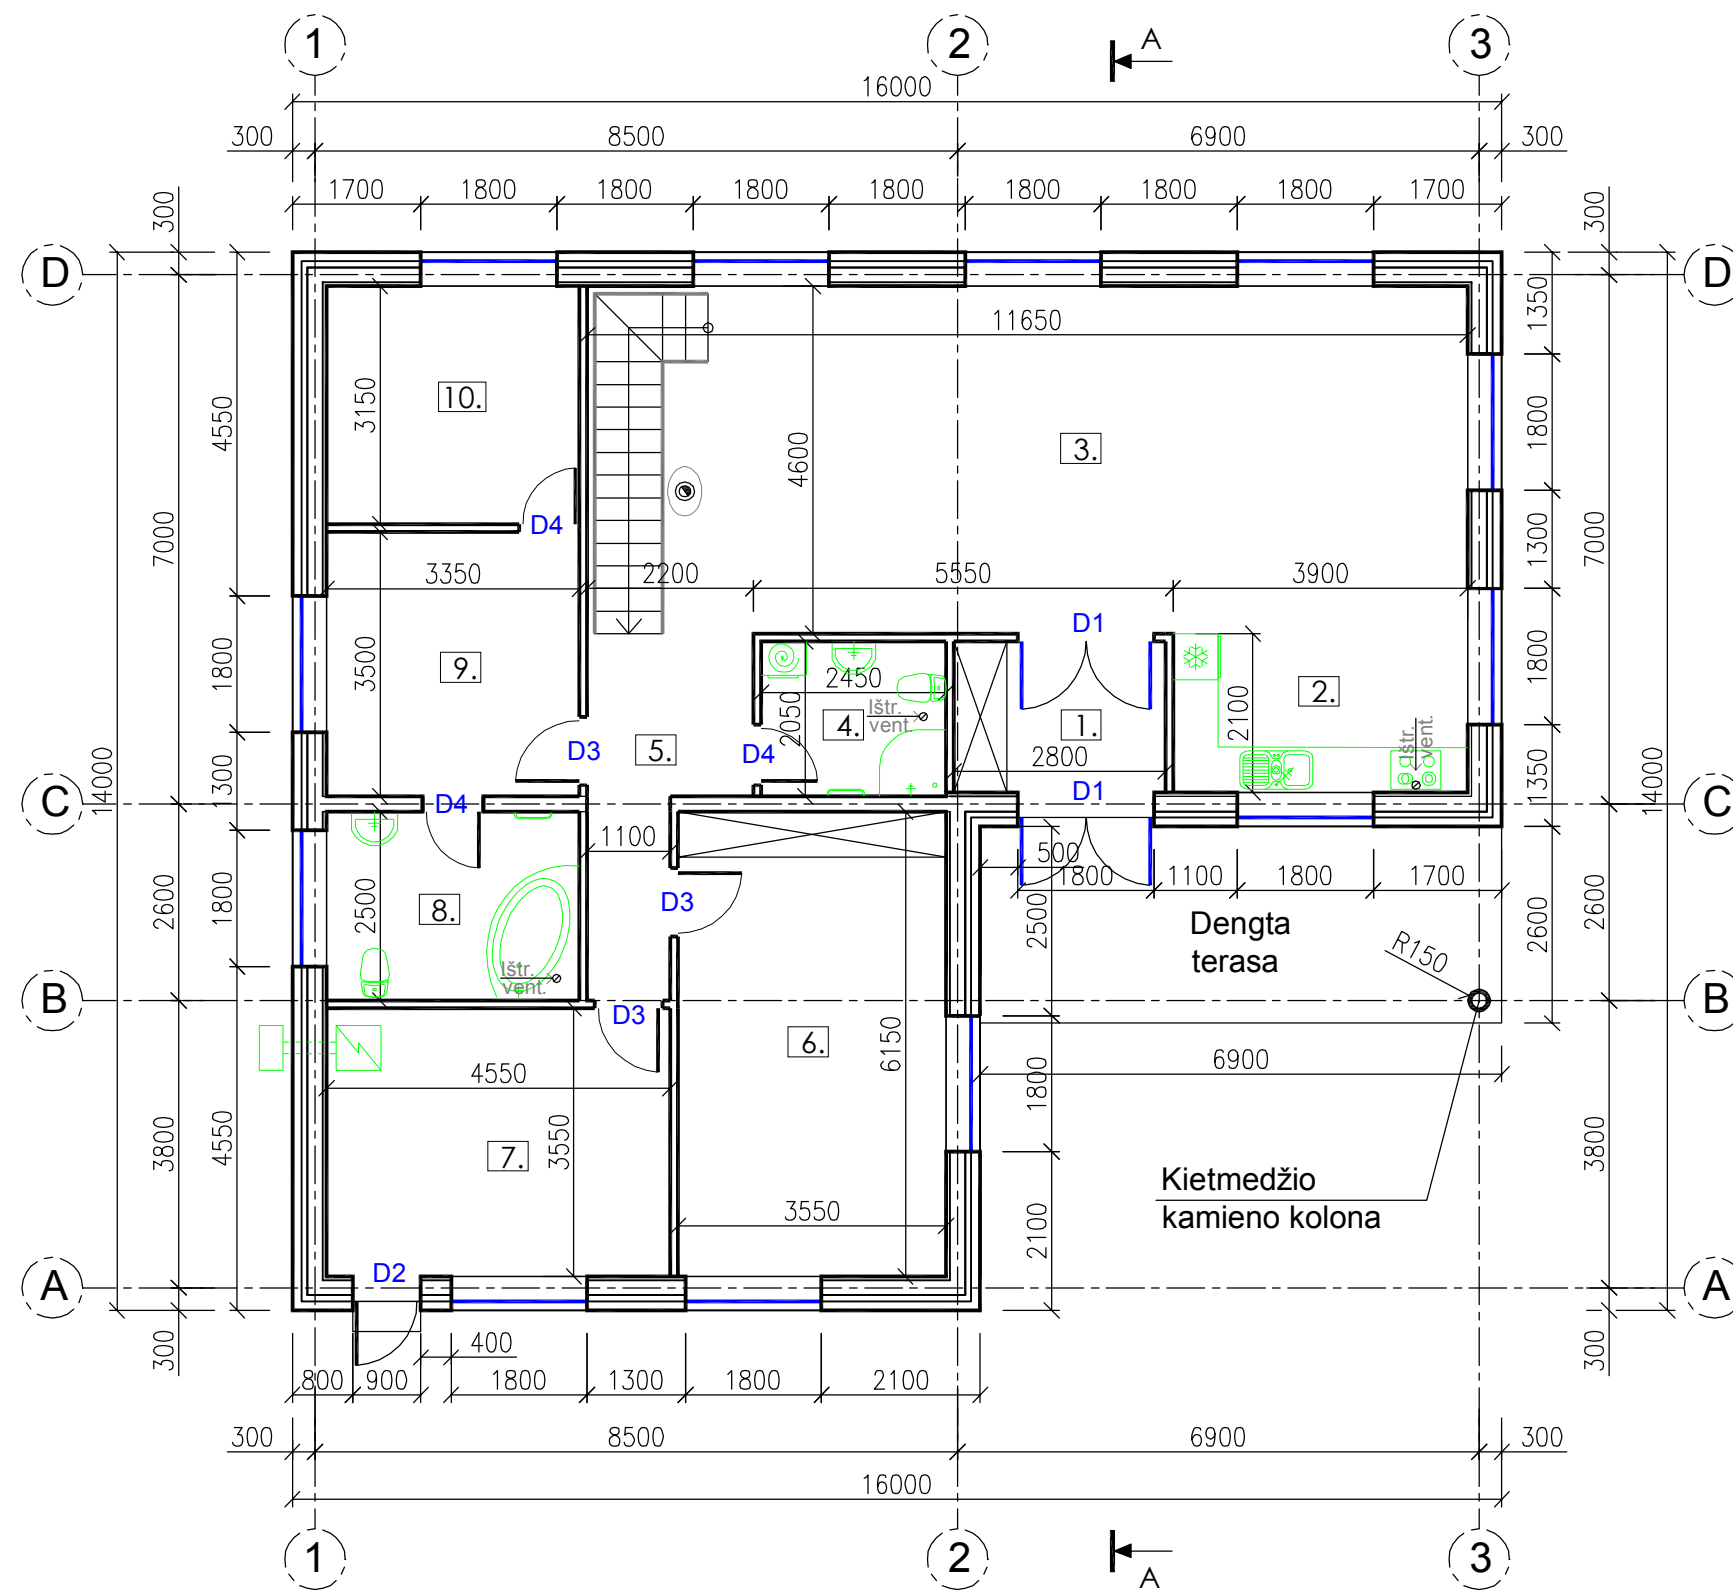 1 2 3
A
16000
300 8500 6900 300
1700 1800 1800 1800 1800 1800 1800 1800 1700
300 300
D D
11650
1350
10.
3150
4550
3.
4600
1800
14000
7000
D4
1300
7000
14000
3350 2200 5550 3900
D1
1800
3500
9.
2450
Ištr.
vent.
4.
2050
1.
2100
2.
Ištr.
vent.
1800
D3 5. D4
2800
1300
1350
C D4 D1 C
1100
500
1800 1100 1800 1700
D3
2600
1800
2500
8.
2500
Dengta
terasa
2600
2600
R150
Ištr.
vent.
B B
D3
6.
6150
4550
6900
1800
3800
4550
7.
3550
3800
Kietmedžio
kamieno kolona
3550
2100
A D2 A
300 300
400
800 900 1800 1300 1800 2100
300 8500 6900 300
16000
1 2 3
A